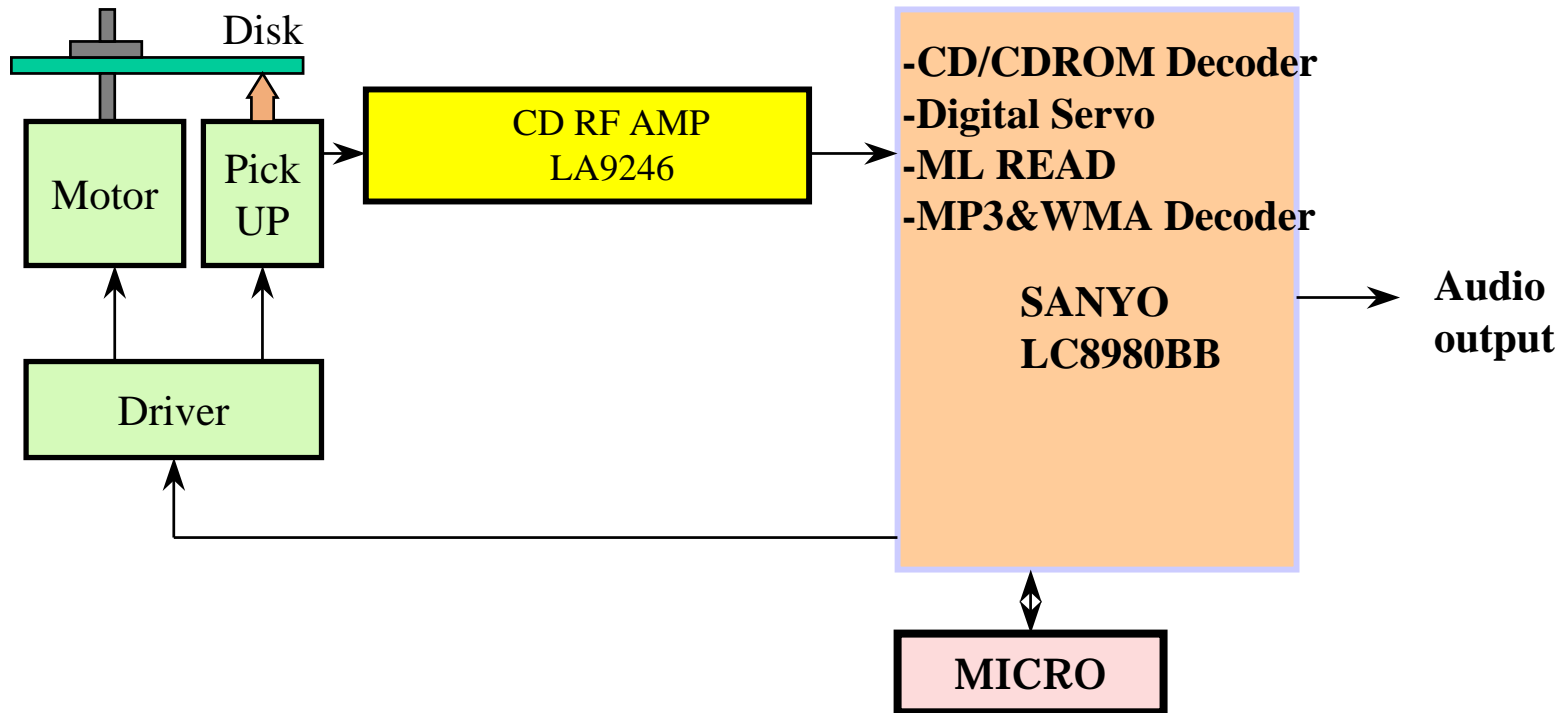 Disk
Motor
Pick
UP
CD RF AMP
LA9246
-CD/CDROM Decoder
-Digital Servo
-ML READ
-MP3&WMA Decoder
SANYO
LC8980BB
Audio
output
Driver
MICRO